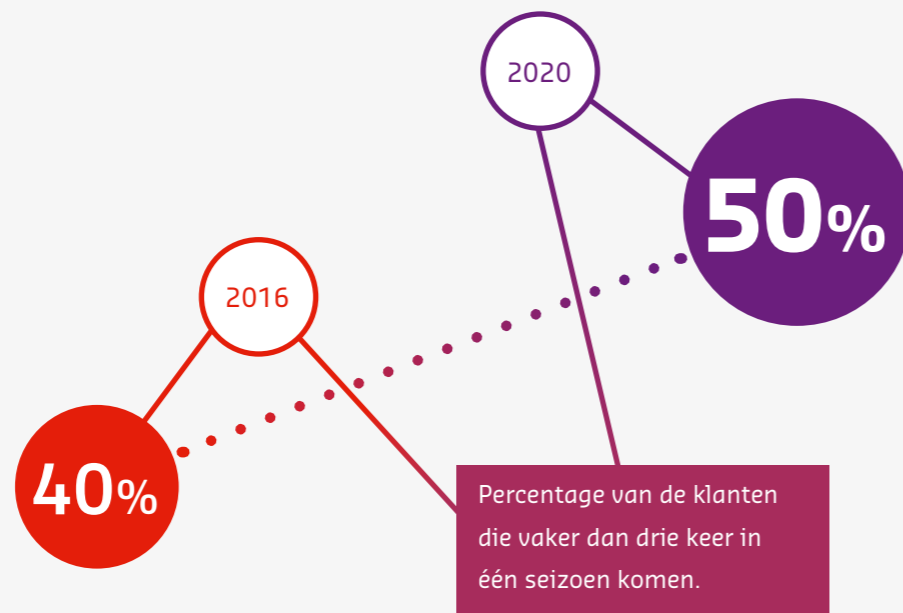 2020
50%
2016
40%
Percentage van de klanten
die vaker dan drie keer in
één seizoen komen.